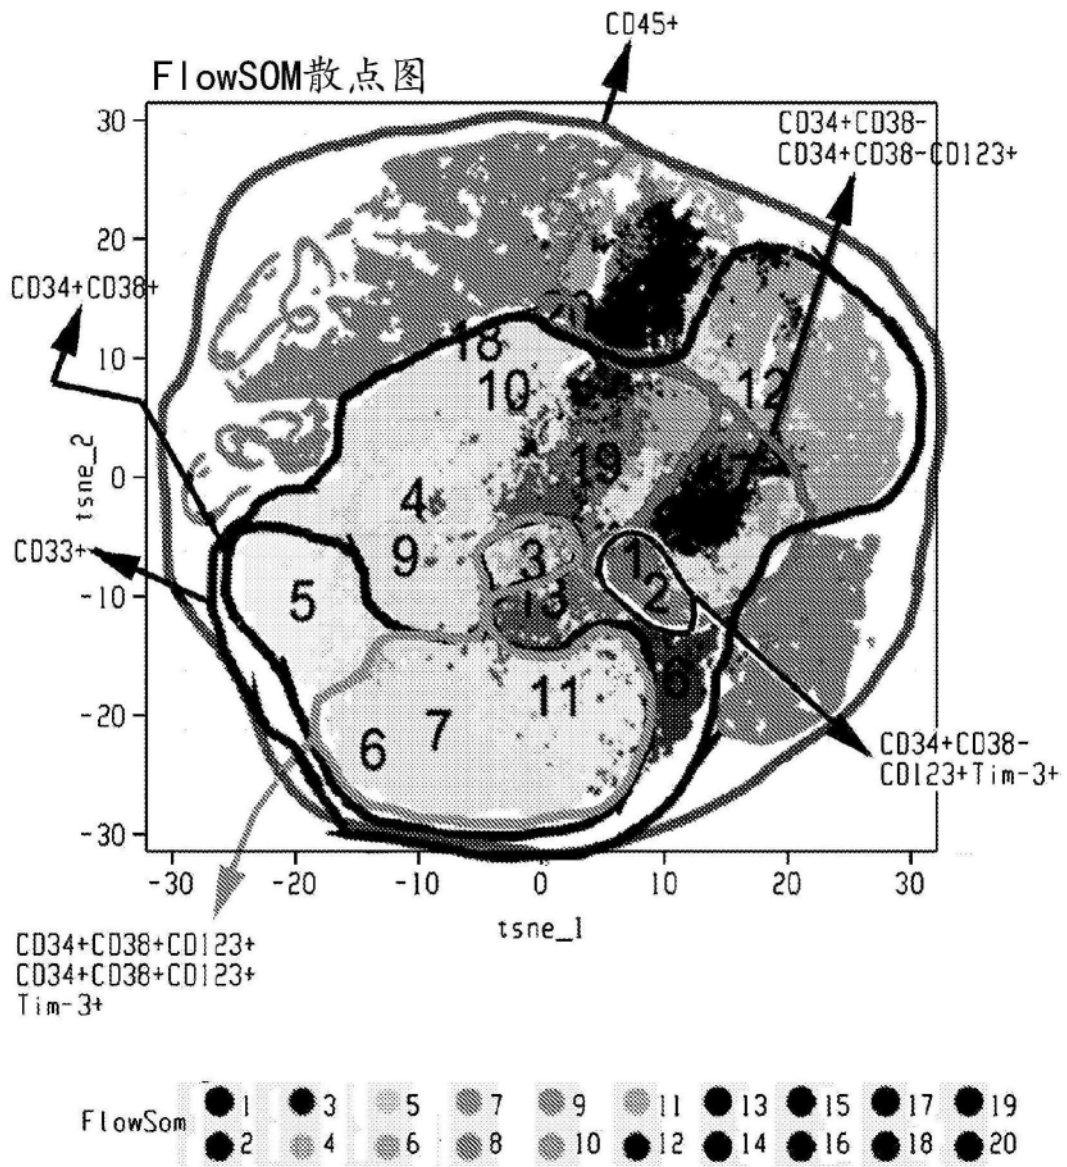 CD45+
FlowSOM散点图
CD34+CD38-
CD34+CD38-CD123+
CD34+CD38+
CD33+
30
20
10
0
-10
-20
-30
tsne_2
20
18
10
12
19
4
9
3
1
2
5
13
11
7
6
6
CD34+CD38-
CD123+Tim-3+
-30
-20
-10
0
10
20
30
tsne_1
CD34+CD38+CD123+
CD34+CD38+CD123+
Tim-3+
FlowSom
1 3 5 7 9 11 13 15 17 19
2 4 6 8 10 12 14 16 18 20